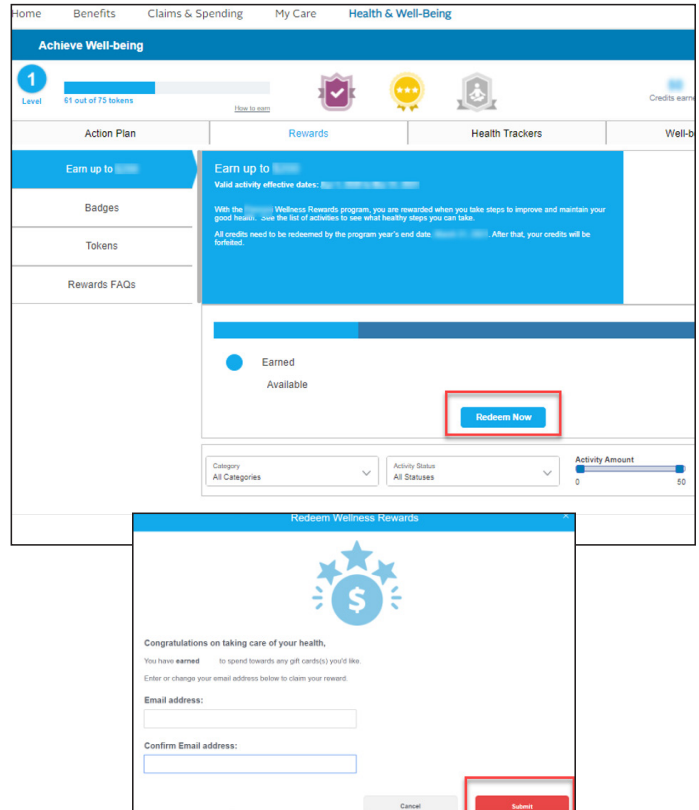 Home Benefits Claims & Spending My Care Health & Well-Being
Achieve Well-being
1
Level
61 out of 75 tokens
How to earn
Credits earne
Action Plan Rewards Health Trackers Well-b
Earn up to
Badges
Tokens
Rewards FAQs
Earn up to
Valid activity effective dates:
With the Wellness Rewards program, you are rewarded when you take steps to improve and maintain your
good health. See the list of activities to see what healthy steps you can take.
All credits need to be redeemed by the program year's end date, . After that, your credits will be
forfeited.
Earned
Available
Redeem Now
Category
All Categories
Activity Status
All Statuses
Activity Amount
0 50
Redeem Wellness Rewards ×
$
Congratulations on taking care of your health,
You have earned to spend towards any gift cards(s) you'd like.
Enter or change your email address below to claim your reward.
Email address:
Confirm Email address:
Cancel Submit